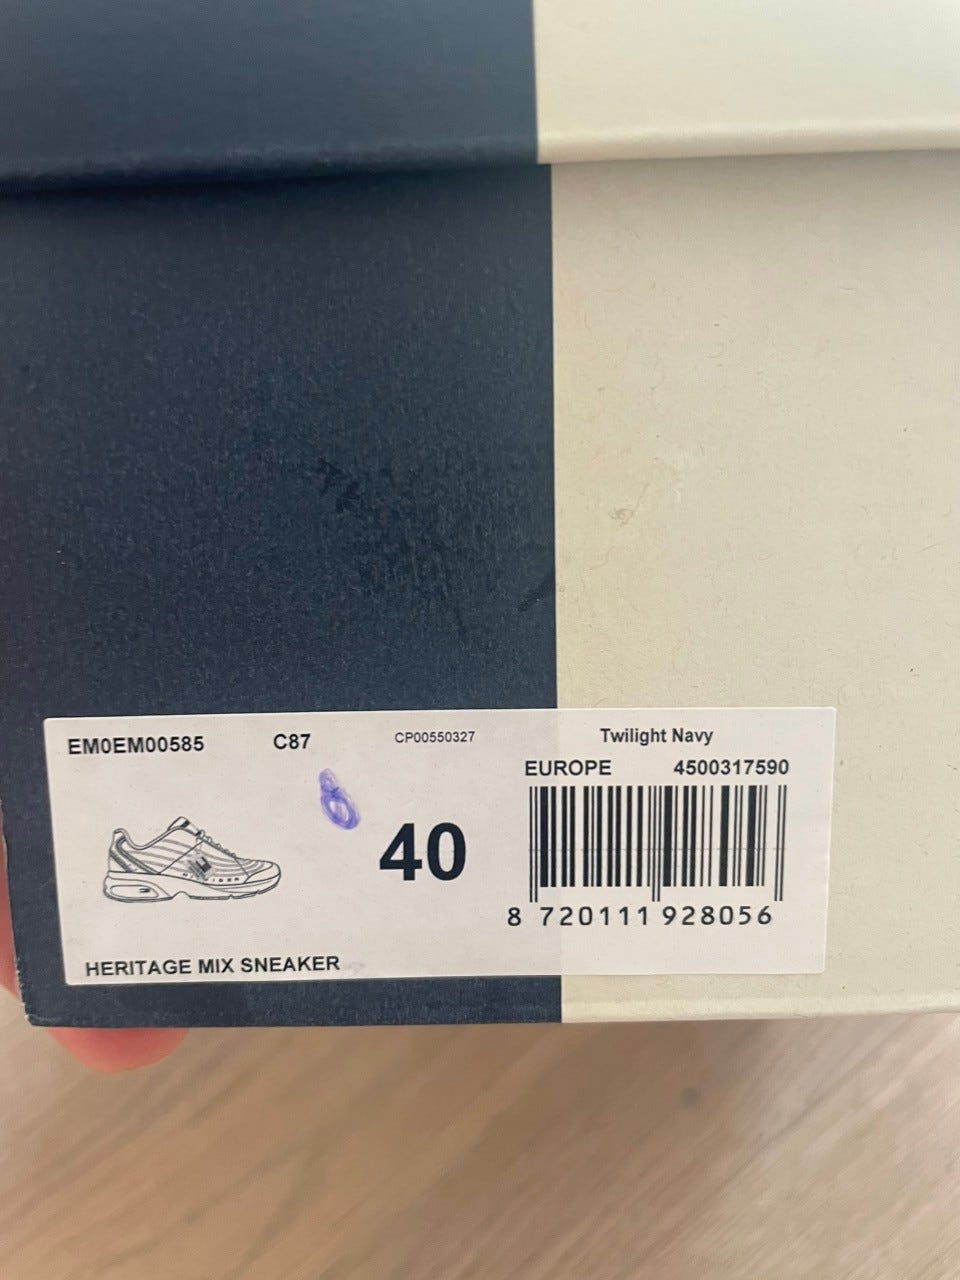 EM0EM00585 C87 CP00550327 Twilight Navy
EUROPE 4500317590
40
8 720111 928056
HERITAGE MIX SNEAKER